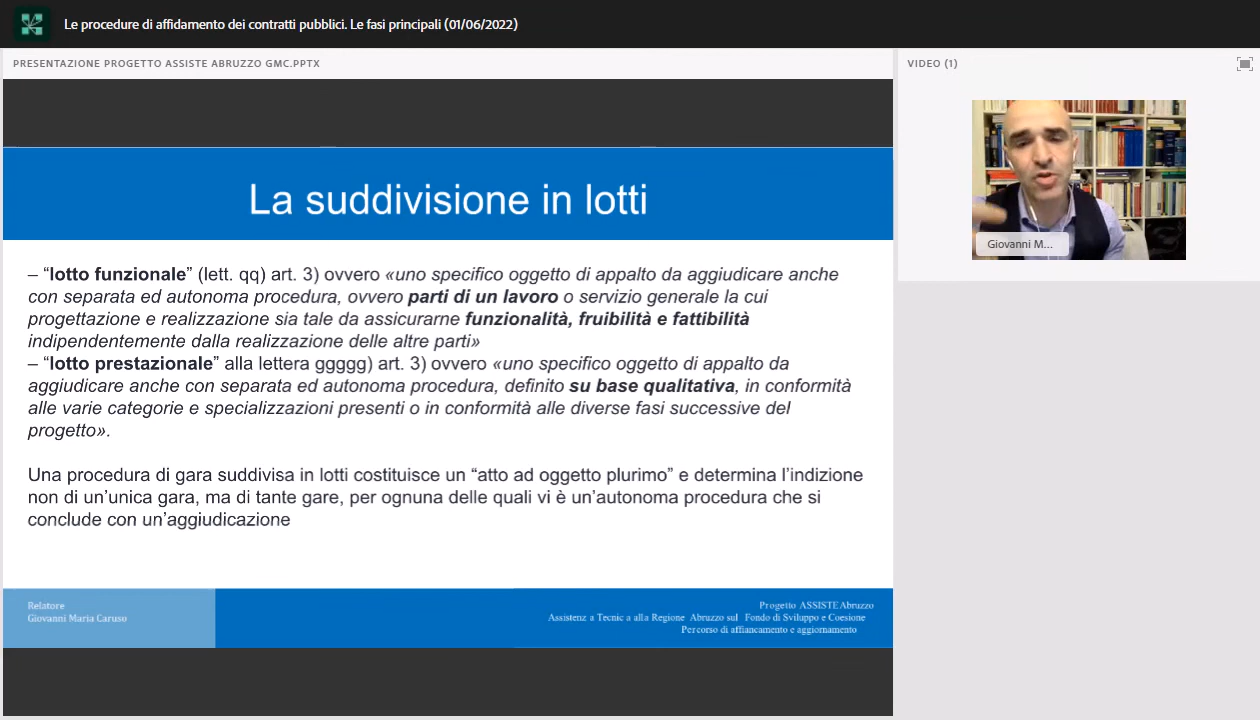 Le procedure di affidamento dei contratti pubblici. Le fasi principali (01/06/2022)
PRESENTAZIONE PROGETTO ASSISTE ABRUZZO GMC.PPTX
VIDEO (1)
La suddivisione in lotti
– “lotto funzionale” (lett. qq) art. 3) ovvero «uno specifico oggetto di appalto da aggiudicare anche
con separata ed autonoma procedura, ovvero parti di un lavoro o servizio generale la cui
progettazione e realizzazione sia tale da assicurarne funzionalità, fruibilità e fattibilità
indipendentemente dalla realizzazione delle altre parti»
– “lotto prestazionale” alla lettera ggggg) art. 3) ovvero «uno specifico oggetto di appalto da
aggiudicare anche con separata ed autonoma procedura, definito su base qualitativa, in conformità
alle varie categorie e specializzazioni presenti o in conformità alle diverse fasi successive del
progetto».
Una procedura di gara suddivisa in lotti costituisce un “atto ad oggetto plurimo” e determina l’indizione
non di un’unica gara, ma di tante gare, per ognuna delle quali vi è un’autonoma procedura che si
conclude con un’aggiudicazione
Giovanni M...
Relatore
Giovanni Maria Caruso
Progetto ASSISTE Abruzzo
Assistenz a Tecnic a alla Regione Abruzzo sul Fondo di Sviluppo e Coesione
Percorso di affiancamento e aggiornamento